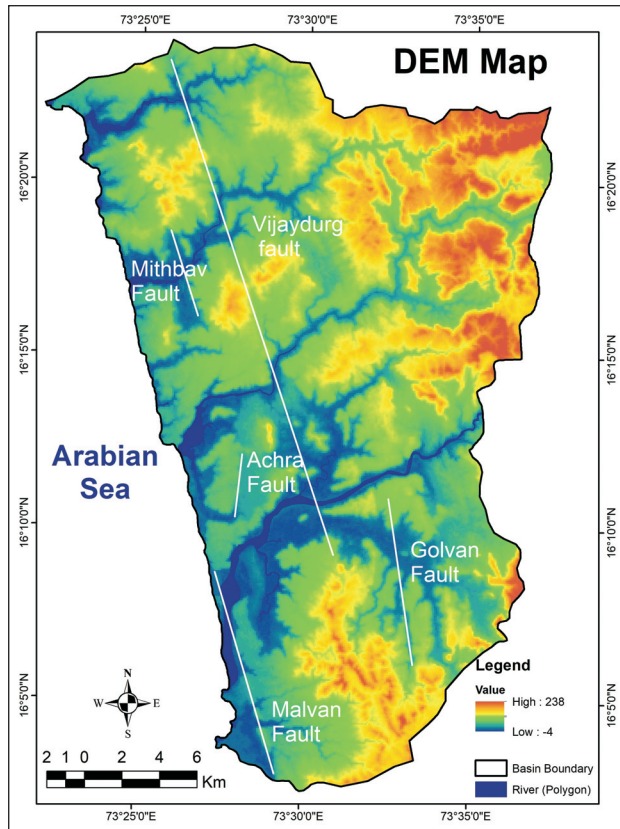 73°25'0"E 73°30'0"E 73°35'0"E
DEM Map
16°20'0"N 16°20'0"N
Vijaydurg
fault
Mithbav
Fault
16°15'0"N 16°15'0"N
Arabian
Sea
Achra
Fault
16°10'0"N 16°10'0"N
Golvan
Fault
Malvan
Fault
16°5'0"N 16°5'0"N
N
W E
S
2 1 0 2 4 6
Km
Legend
Value
High : 238
Low : -4
Basin Boundary
River (Polygon)
73°25'0"E 73°30'0"E 73°35'0"E